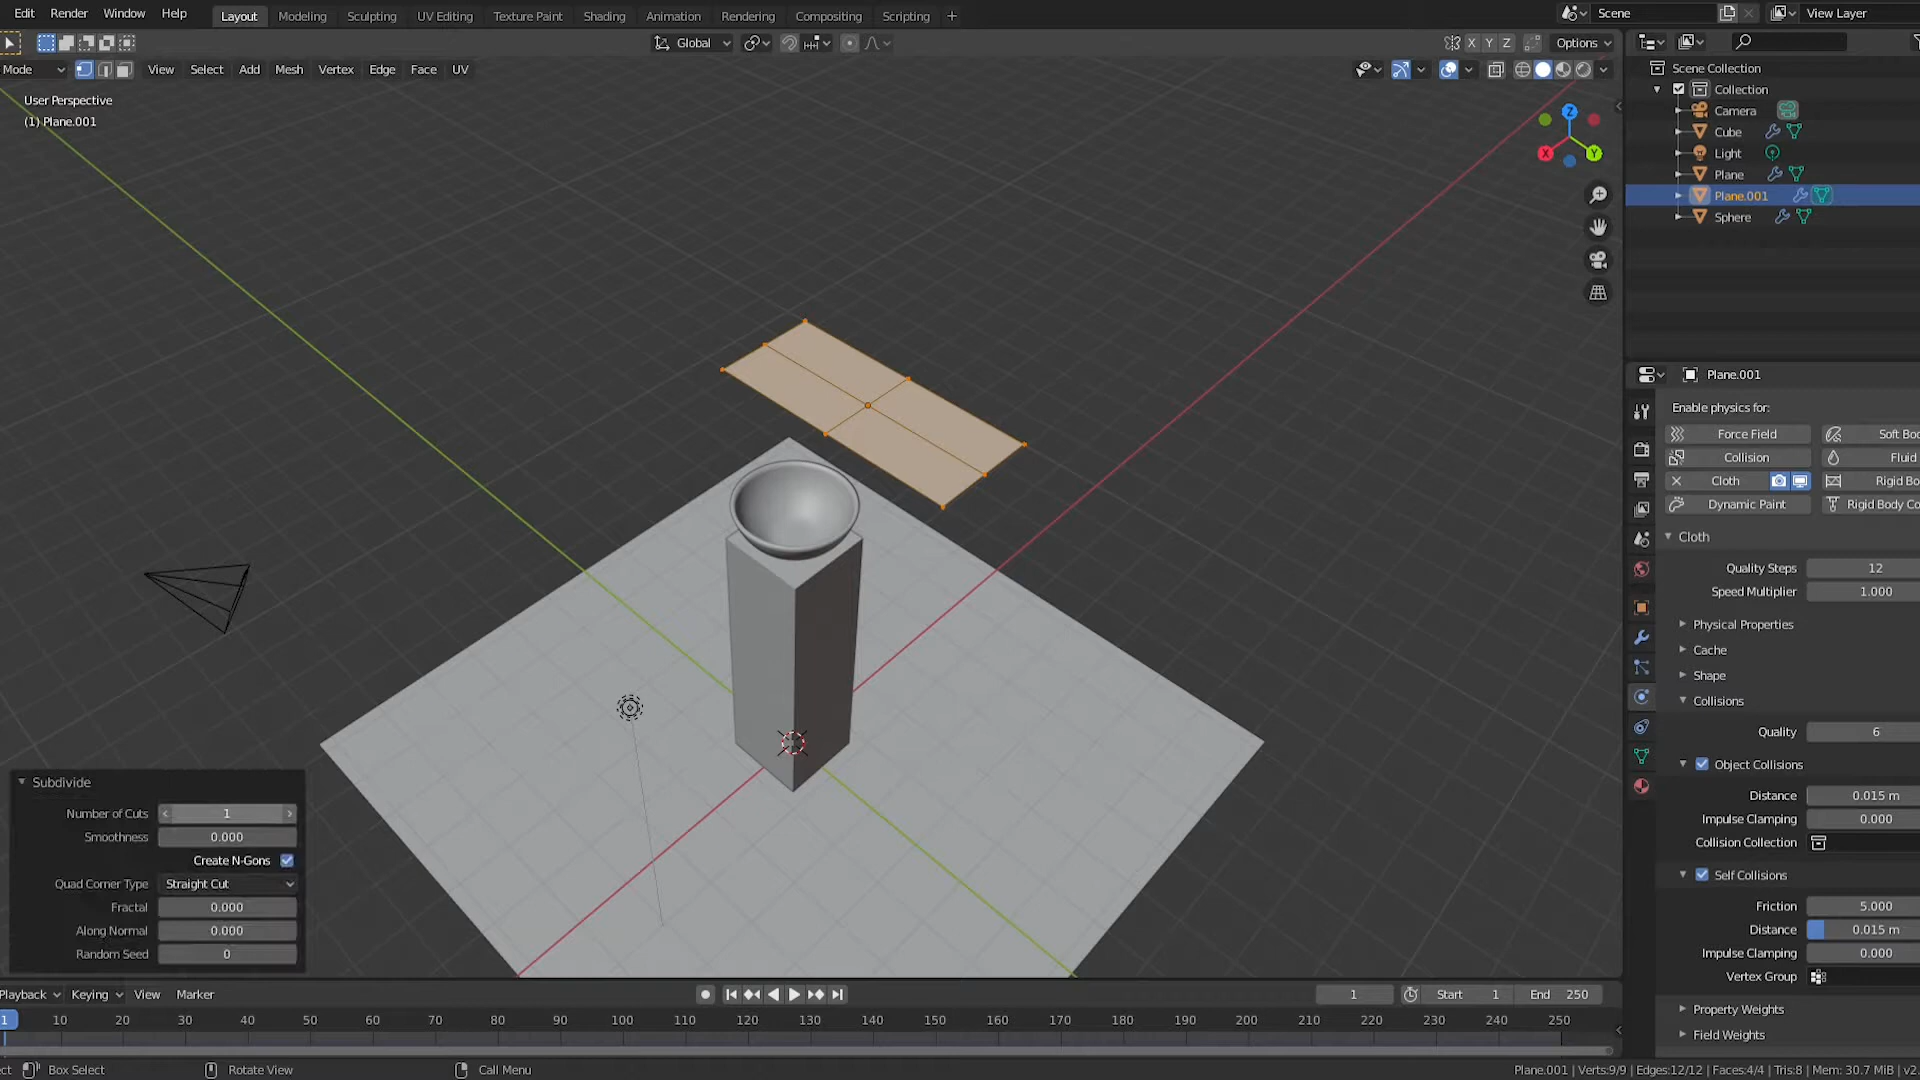 Edit Render Window Help Layout Modeling Sculpting UV Editing Texture Paint Shading Animation Rendering Compositing Scripting + Scene View Layer
Global X Y Z Options
Mode View Select Add Mesh Vertex Edge Face UV
User Perspective
(1) Plane.001
Z
X
Y
Scene Collection
Collection
Camera
Cube
Light
Plane
Plane.001
Sphere
Plane.001
Enable physics for:
Force Field Soft Bo
Collision Fluid
Cloth Rigid Bo
Dynamic Paint Rigid Body Co
Cloth
Quality Steps 12
Speed Multiplier 1.000
Physical Properties
Cache
Shape
Collisions
Quality 6
Object Collisions
Distance 0.015 m
Impulse Clamping 0.000
Collision Collection
Self Collisions
Friction 5.000
Distance 0.015 m
Impulse Clamping 0.000
Vertex Group
Property Weights
Field Weights
Subdivide
Number of Cuts 1
Smoothness 0.000
Create N-Gons
Quad Corner Type Straight Cut
Fractal 0.000
Along Normal 0.000
Random Seed 0
Playback Keying View Marker 1 Start 1 End 250
1 10 20 30 40 50 60 70 80 90 100 110 120 130 140 150 160 170 180 190 200 210 220 230 240 250
ct Box Select Rotate View Call Menu Plane.001 | Verts:9/9 | Edges:12/12 | Faces:4/4 | Tris:8 | Mem: 30.7 MiB | v2.